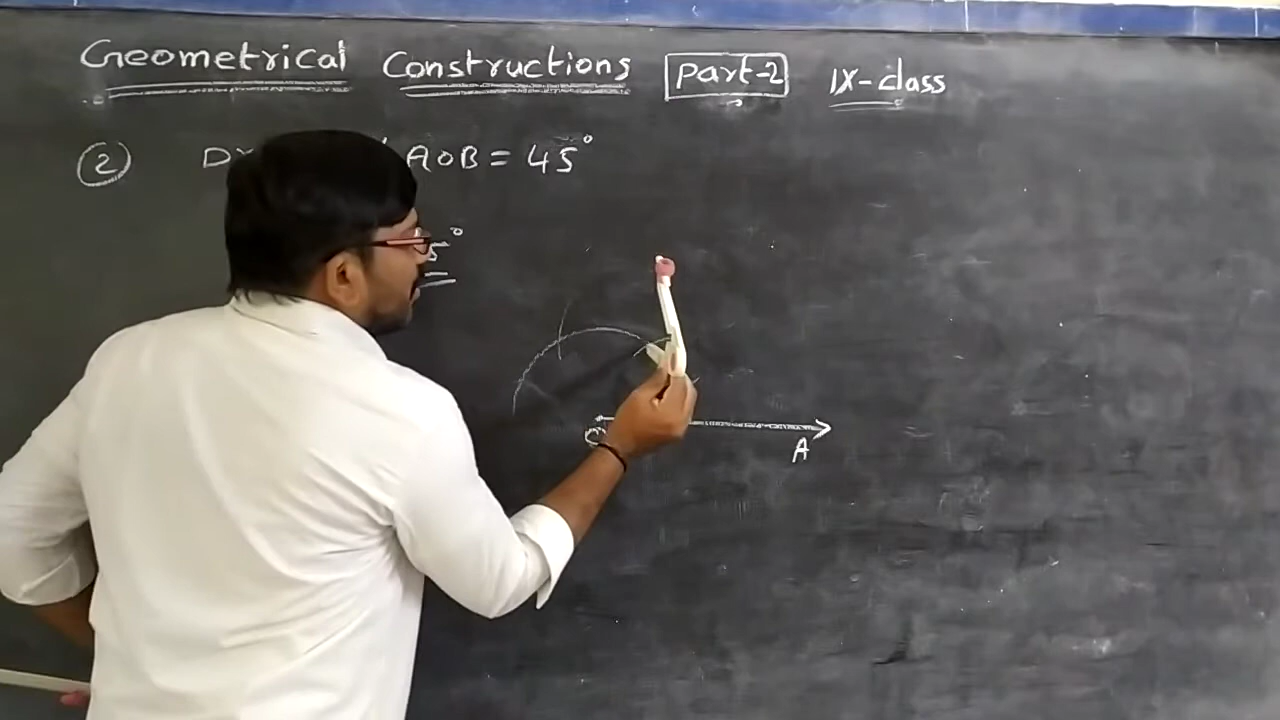 Geometrical Constructions Part-2 IX-class
(2) AOB = 45°
O
A